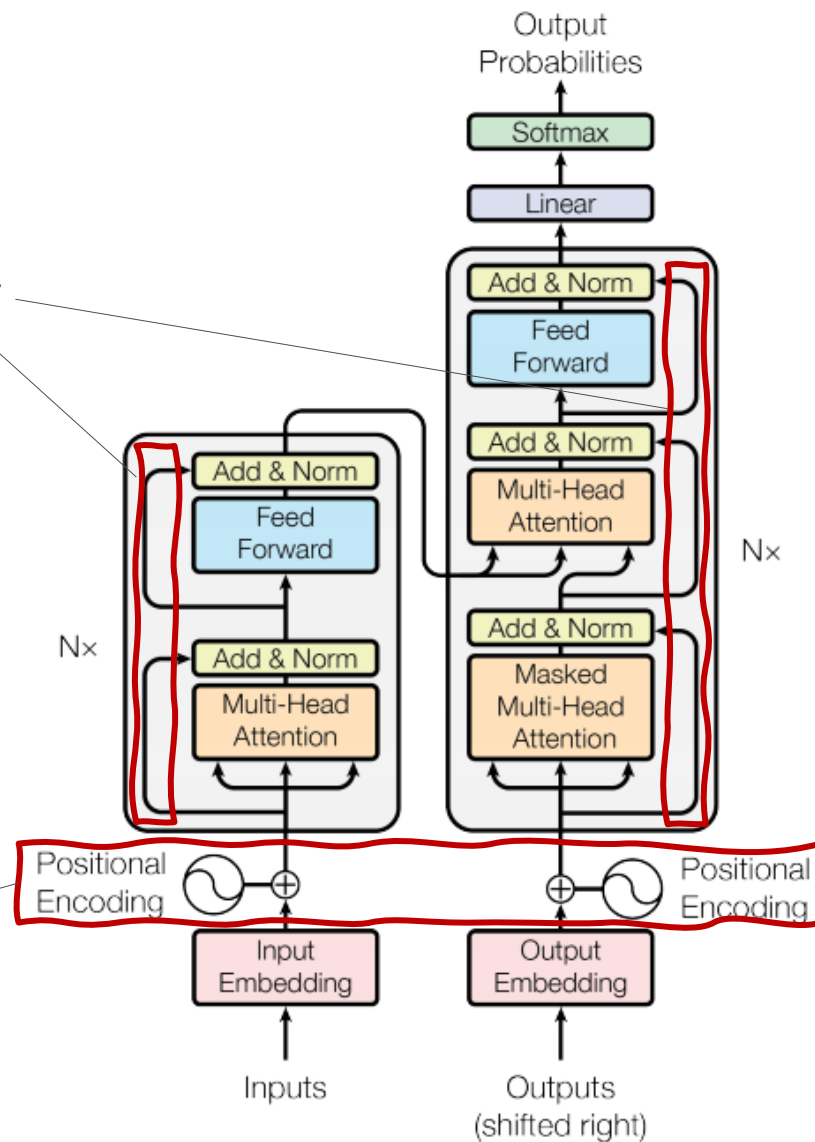 Output
Probabilities
Softmax
Linear
Add & Norm
Feed
Forward
Add & Norm
Multi-Head
Attention
Nx
Add & Norm
Masked
Multi-Head
Attention
Add & Norm
Feed
Forward
Nx
Add & Norm
Multi-Head
Attention
Positional
Encoding
Positional
Encoding
Input
Embedding
Output
Embedding
Inputs
Outputs
(shifted right)